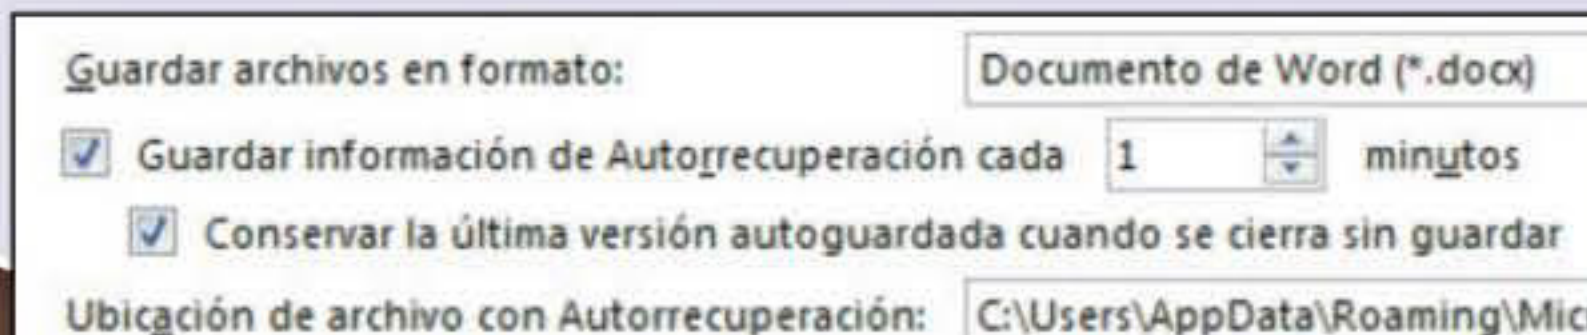 Guardar archivos en formato: Documento de Word (*.docx)
Guardar información de Autorrecuperación cada 1 minutos
Conservar la última versión autoguardada cuando se cierra sin guardar
Ubicación de archivo con Autorrecuperación: C:\Users\AppData\Roaming\Mic